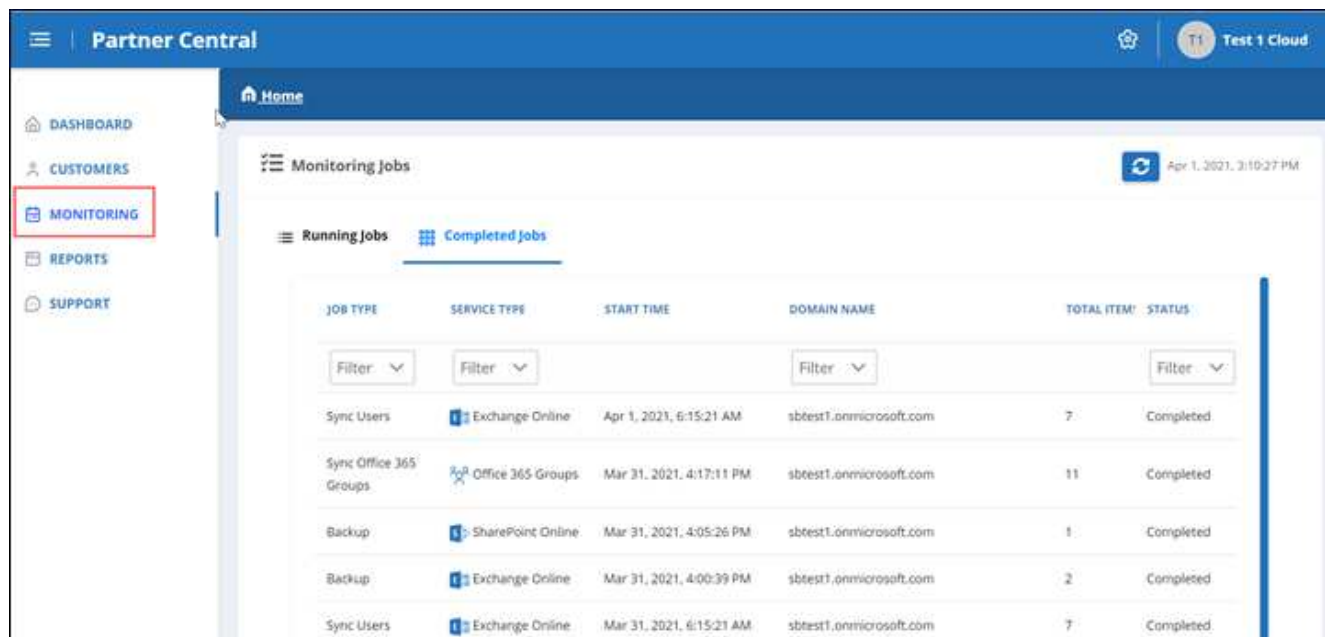 Partner Central
T1 Test 1 Cloud
Home
DASHBOARD
CUSTOMERS
MONITORING
REPORTS
SUPPORT
Monitoring Jobs
Apr 1, 2021, 3:10:27 PM
Running Jobs Completed Jobs
JOB TYPE SERVICE TYPE START TIME DOMAIN NAME TOTAL ITEM STATUS
Filter Filter Filter Filter
Sync Users Exchange Online Apr 1, 2021, 6:15:21 AM sbtest1.onmicrosoft.com 7 Completed
Sync Office 365
Groups Office 365 Groups Mar 31, 2021, 4:17:11 PM sbtest1.onmicrosoft.com 11 Completed
Backup SharePoint Online Mar 31, 2021, 4:05:26 PM sbtest1.onmicrosoft.com 1 Completed
Backup Exchange Online Mar 31, 2021, 4:00:39 PM sbtest1.onmicrosoft.com 2 Completed
Sync Users Exchange Online Mar 31, 2021, 6:15:21 AM sbtest1.onmicrosoft.com 7 Completed